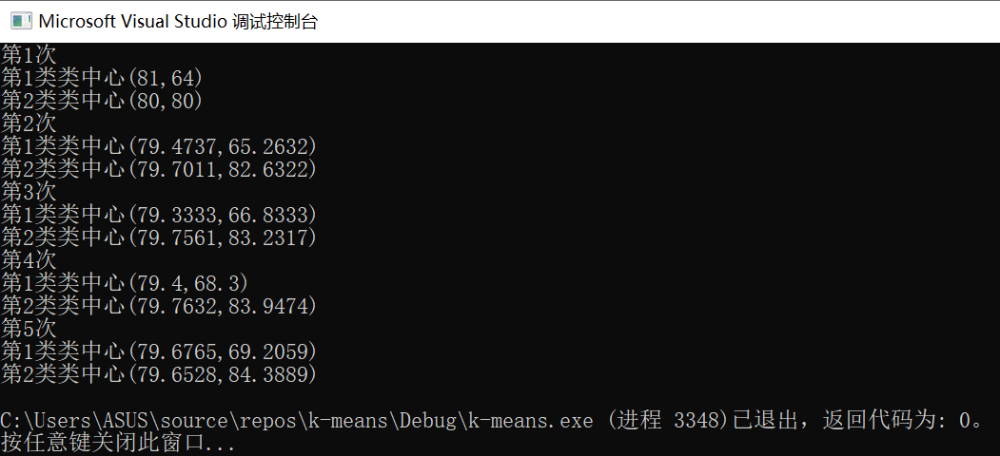 Microsoft Visual Studio 调试控制台
第1次
第1类类中心(81,64)
第2类类中心(80,80)
第2次
第1类类中心(79.4737,65.2632)
第2类类中心(79.7011,82.6322)
第3次
第1类类中心(79.3333,66.8333)
第2类类中心(79.7561,83.2317)
第4次
第1类类中心(79.4,68.3)
第2类类中心(79.7632,83.9474)
第5次
第1类类中心(79.6765,69.2059)
第2类类中心(79.6528,84.3889)
C:\Users\ASUS\source\repos\k-means\Debug\k-means.exe (进程 3348)已退出，返回代码为: 0。
按任意键关闭此窗口...